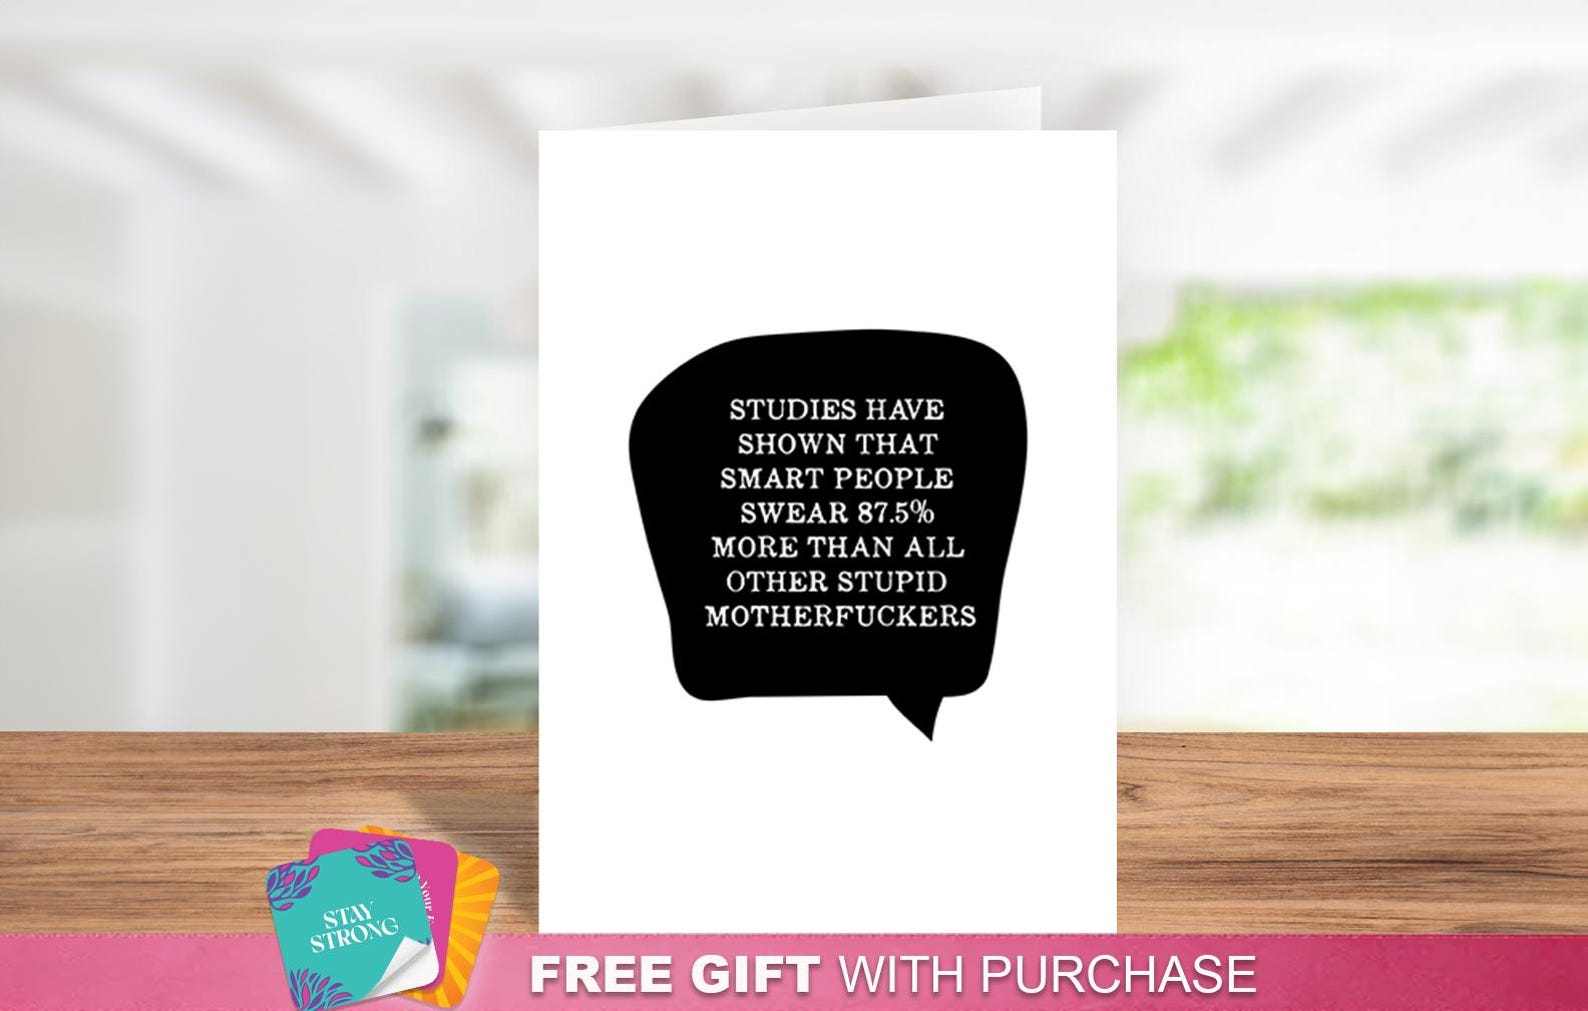 STUDIES HAVE
SHOWN THAT
SMART PEOPLE
SWEAR 87.5%
MORE THAN ALL
OTHER STUPID
MOTHERFUCKERS
STAY
STRONG
Your
FREE GIFT WITH PURCHASE